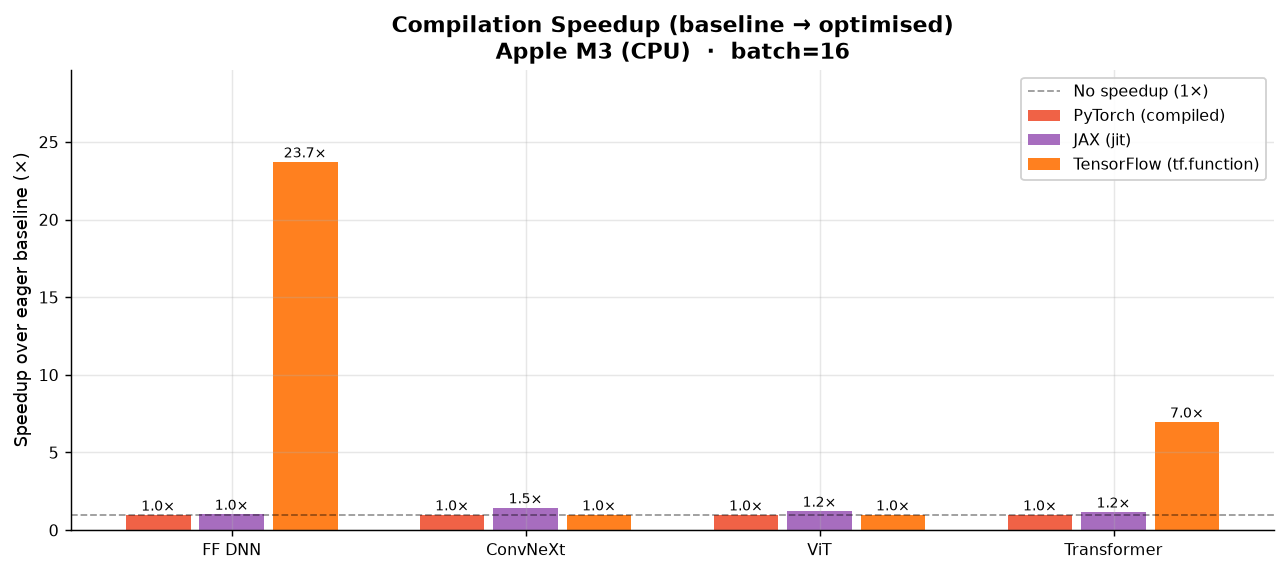 Compilation Speedup (baseline → optimised)
Apple M3 (CPU)  ·  batch=16
Speedup over eager baseline (×)
25
20
15
10
5
0
No speedup (1×)
PyTorch (compiled)
JAX (jit)
TensorFlow (tf.function)
1.0×
1.0×
23.7×
1.0×
1.5×
1.0×
1.0×
1.2×
1.0×
1.0×
1.2×
7.0×
FF DNN
ConvNeXt
ViT
Transformer